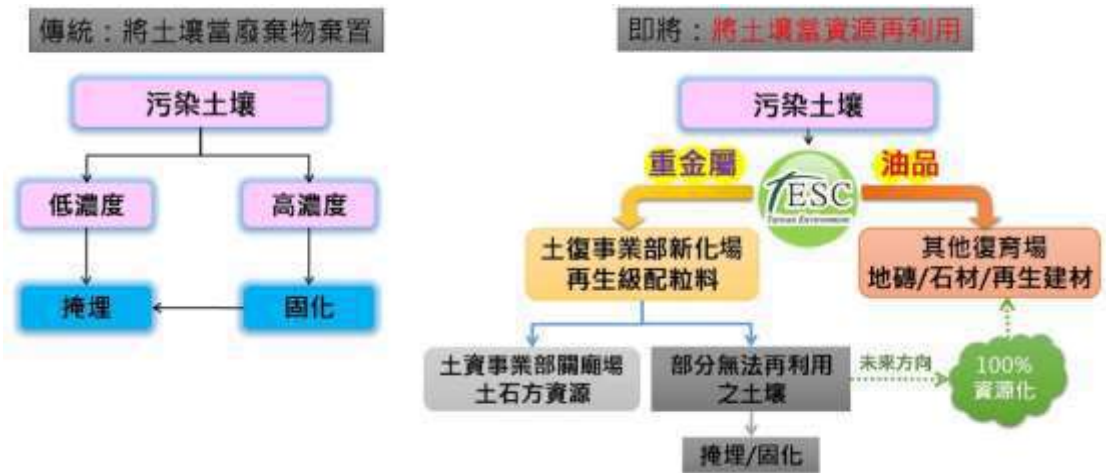 傳統：將土壤當廢棄物棄置
污染土壤
低濃度
高濃度
掩埋
固化
即將：將土壤當資源再利用
污染土壤
重金屬
油品
TESC
Taiwan Environment
土復事業部新化場
再生級配粒料
其他復育場
地磚/石材/再生建材
土資事業部關廟場
土石方資源
部分無法再利用
之土壤
未來方向
100%
資源化
掩埋/固化